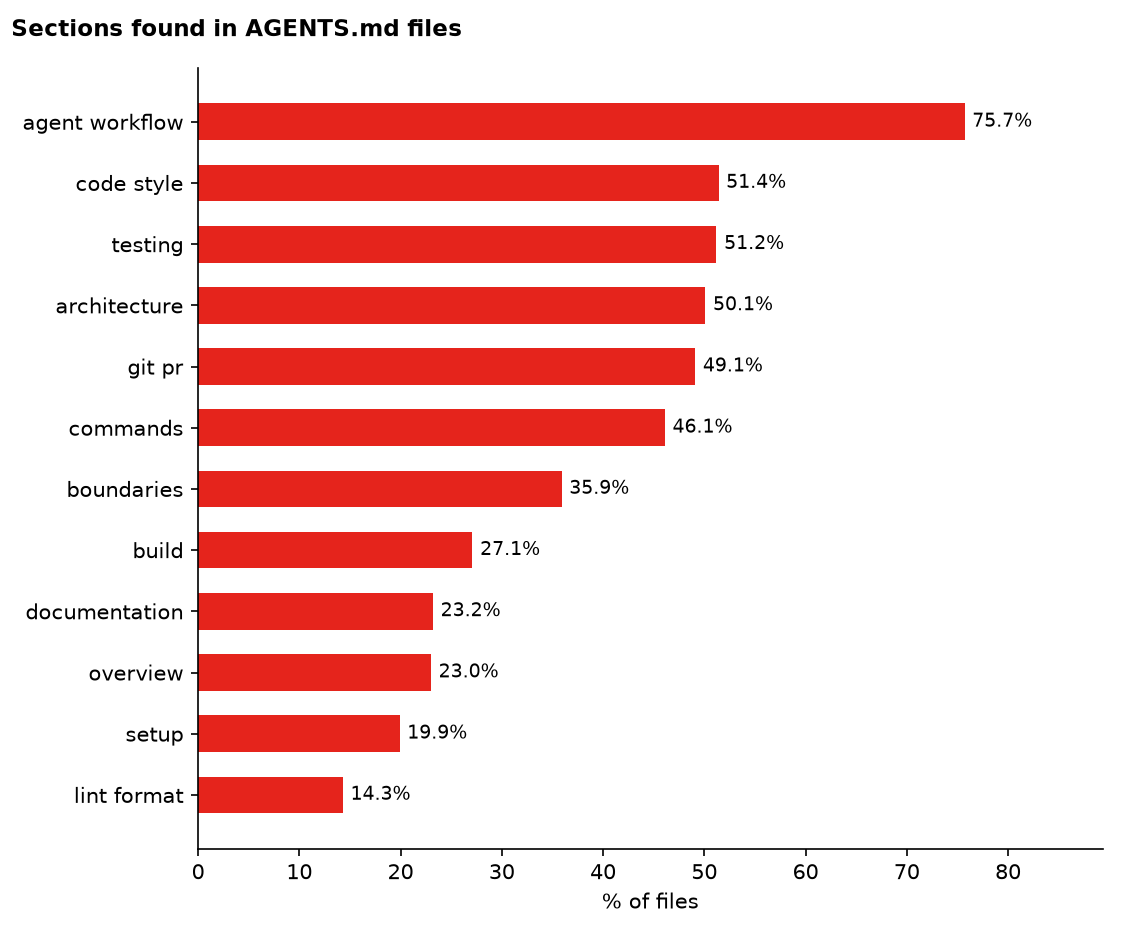 Sections found in AGENTS.md files
agent workflow 75.7%
code style 51.4%
testing 51.2%
architecture 50.1%
git pr 49.1%
commands 46.1%
boundaries 35.9%
build 27.1%
documentation 23.2%
overview 23.0%
setup 19.9%
lint format 14.3%
0 10 20 30 40 50 60 70 80
% of files